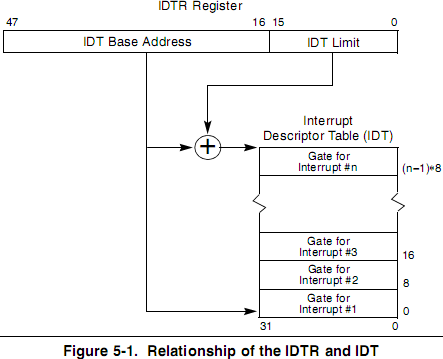 IDTR Register
47 16 15 0
IDT Base Address IDT Limit
Interrupt
Descriptor Table (IDT)
+
Gate for
Interrupt #n
(n−1)*8
Gate for
Interrupt #3
16
Gate for
Interrupt #2
8
Gate for
Interrupt #1
0
31 0
Figure 5-1. Relationship of the IDTR and IDT